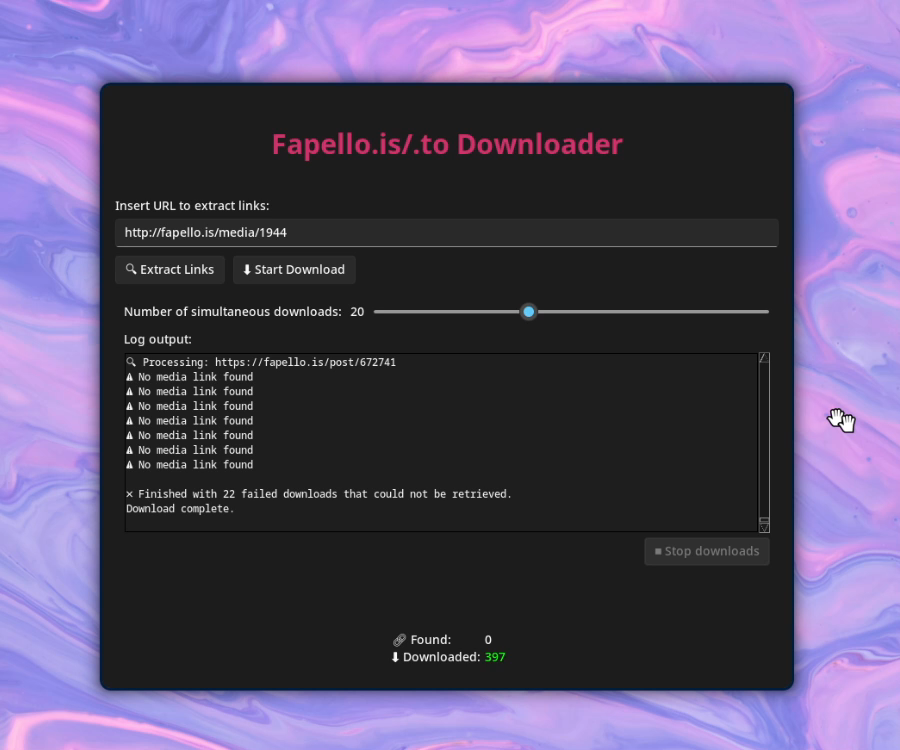 Fapello.is/.to Downloader
Insert URL to extract links:
http://fapello.is/media/1944
🔍 Extract Links
⬇ Start Download
Number of simultaneous downloads: 20
Log output:
🔍 Processing: https://fapello.is/post/672741
⚠ No media link found
⚠ No media link found
⚠ No media link found
⚠ No media link found
⚠ No media link found
⚠ No media link found
⚠ No media link found
✕ Finished with 22 failed downloads that could not be retrieved.
Download complete.
■ Stop downloads
🔗 Found: 0
⬇ Downloaded: 397